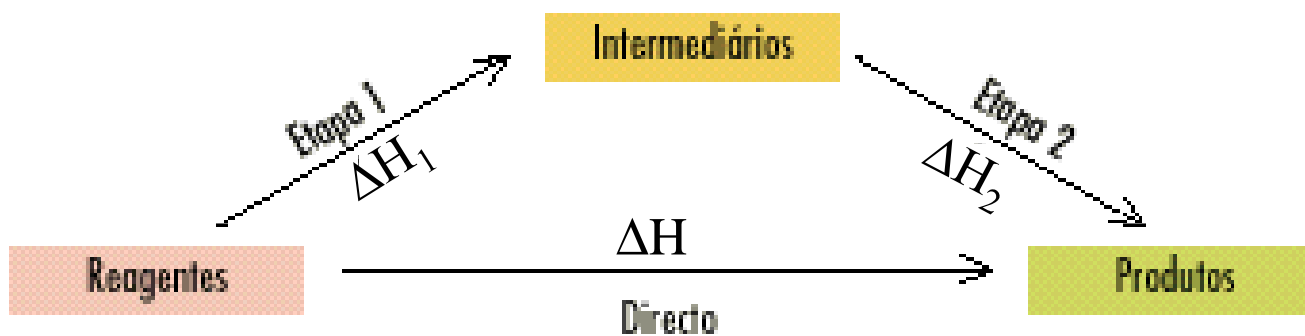 Intermediários
Etapa 1
ΔH₁
Etapa 2
ΔH₂
Reagentes
ΔH
Directo
Produtos